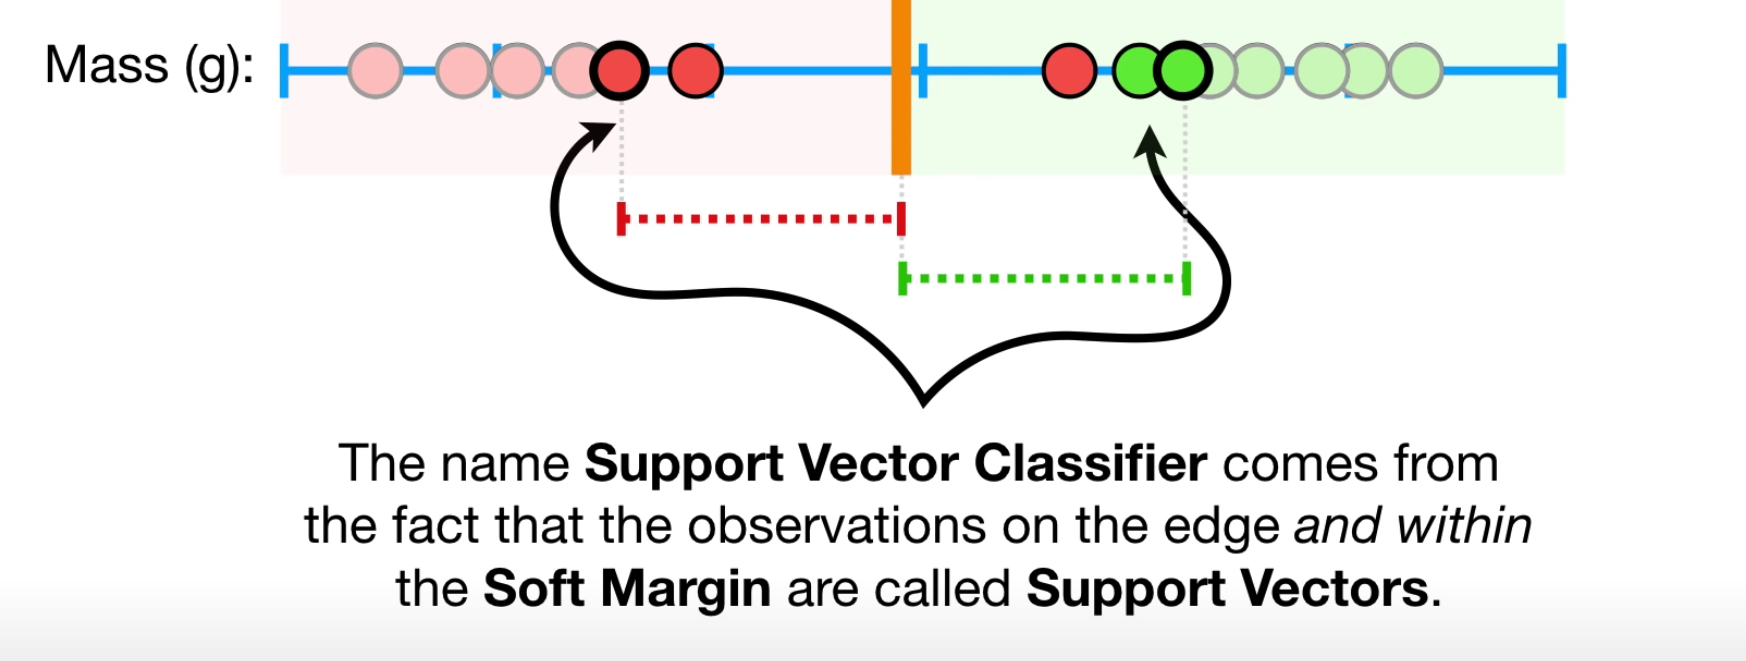 Mass (g):
The name Support Vector Classifier comes from
the fact that the observations on the edge and within
the Soft Margin are called Support Vectors.